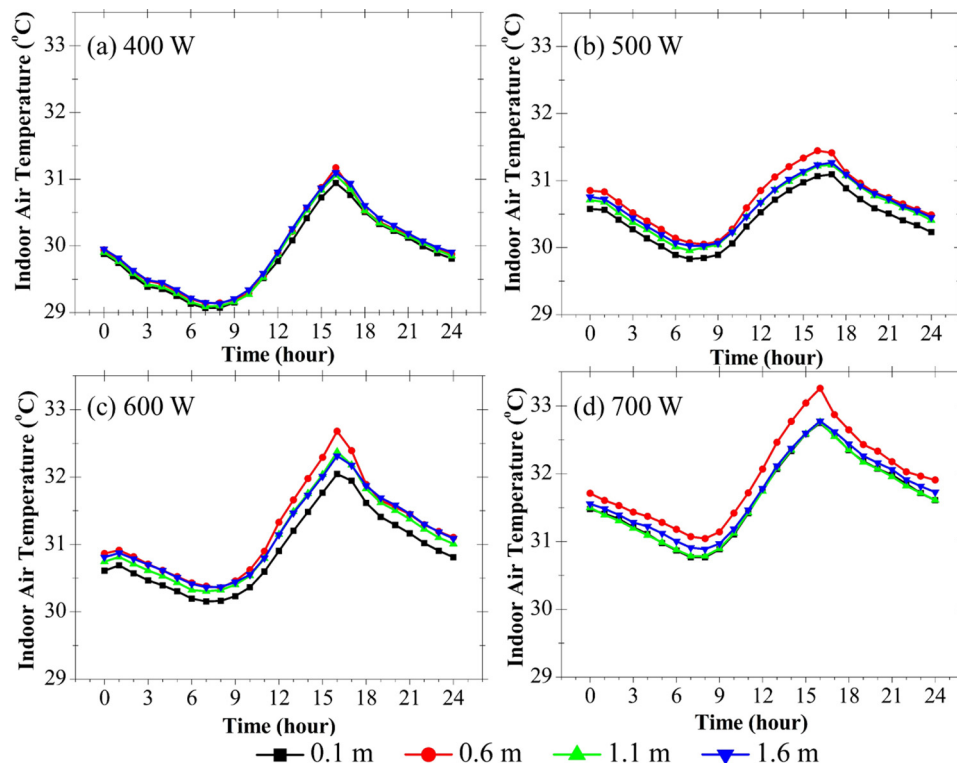 (a) 400 W
Indoor Air Temperature (°C)
33
32
31
30
29
0 3 6 9 12 15 18 21 24
Time (hour)
(b) 500 W
Indoor Air Temperature (°C)
33
32
31
30
29
0 3 6 9 12 15 18 21 24
Time (hour)
(c) 600 W
Indoor Air Temperature (°C)
33
32
31
30
29
0 3 6 9 12 15 18 21 24
Time (hour)
(d) 700 W
Indoor Air Temperature (°C)
33
32
31
30
29
0 3 6 9 12 15 18 21 24
Time (hour)
0.1 m 0.6 m 1.1 m 1.6 m